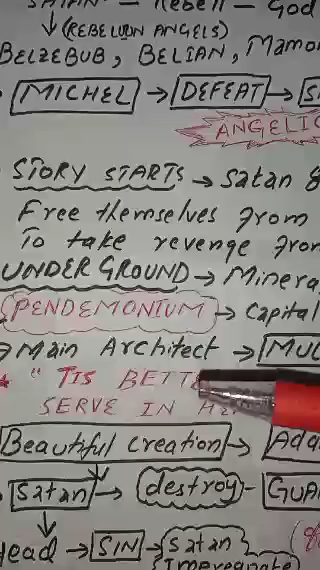 SATAN - Rebell - God
↓ (REBELLION ANGELS)
BELZEBUB, BELIAN, Mamon
MICHEL → DEFEAT → S
ANGELIC
STORY STARTS → Satan &
Free themselves from
To take revenge from
UNDER GROUND → Minera
PENDEMONIUM → Capital
→ Main Architect → MUL
★ "TIS BETTE
SERVE IN H
Beautiful creation → Ada
Satan → destroy - GUA
Head → SIN → Satan
Impregnate